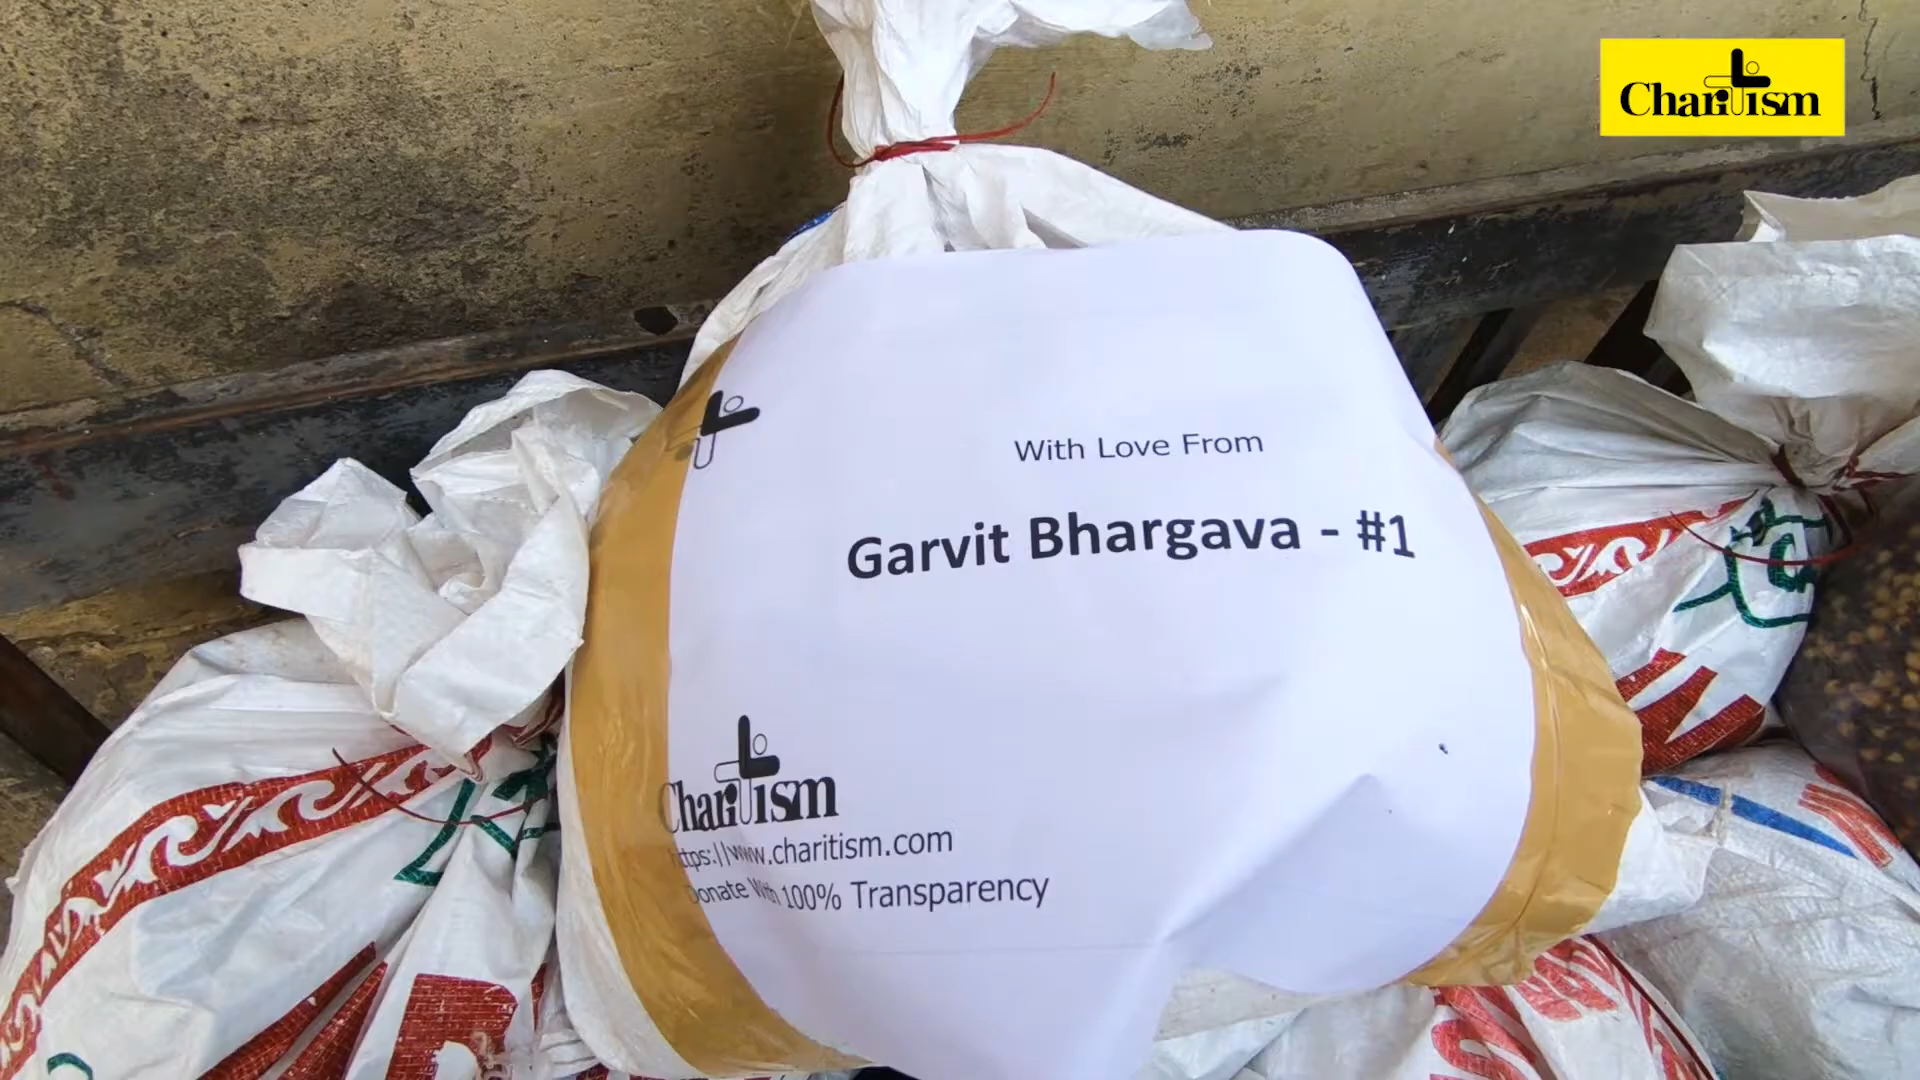 Charitism
With Love From
Garvit Bhargava - #1
Charitism
https://www.charitism.com
Donate With 100% Transparency